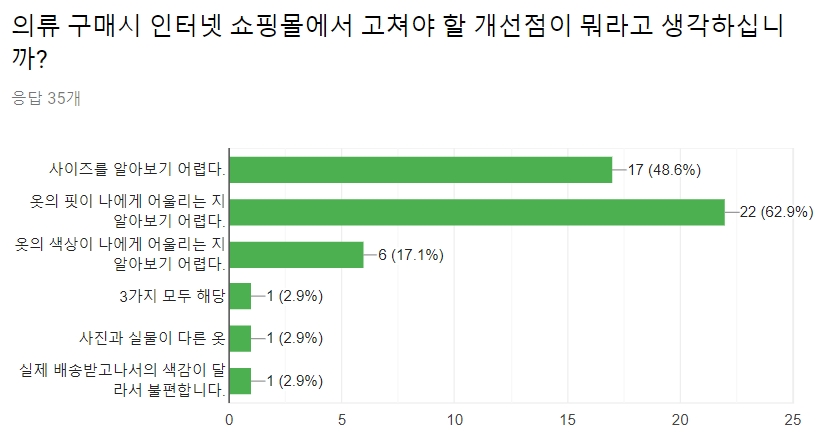 의류 구매시 인터넷 쇼핑몰에서 고쳐야 할 개선점이 뭐라고 생각하십니
까?
응답 35개
사이즈를 알아보기 어렵다.
17 (48.6%)
옷의 핏이 나에게 어울리는 지
알아보기 어렵다.
22 (62.9%)
옷의 색상이 나에게 어울리는 지
알아보기 어렵다.
6 (17.1%)
3가지 모두 해당
1 (2.9%)
사진과 실물이 다른 옷
1 (2.9%)
실제 배송받고나서의 색감이 달
라서 불편합니다.
1 (2.9%)
0 5 10 15 20 25